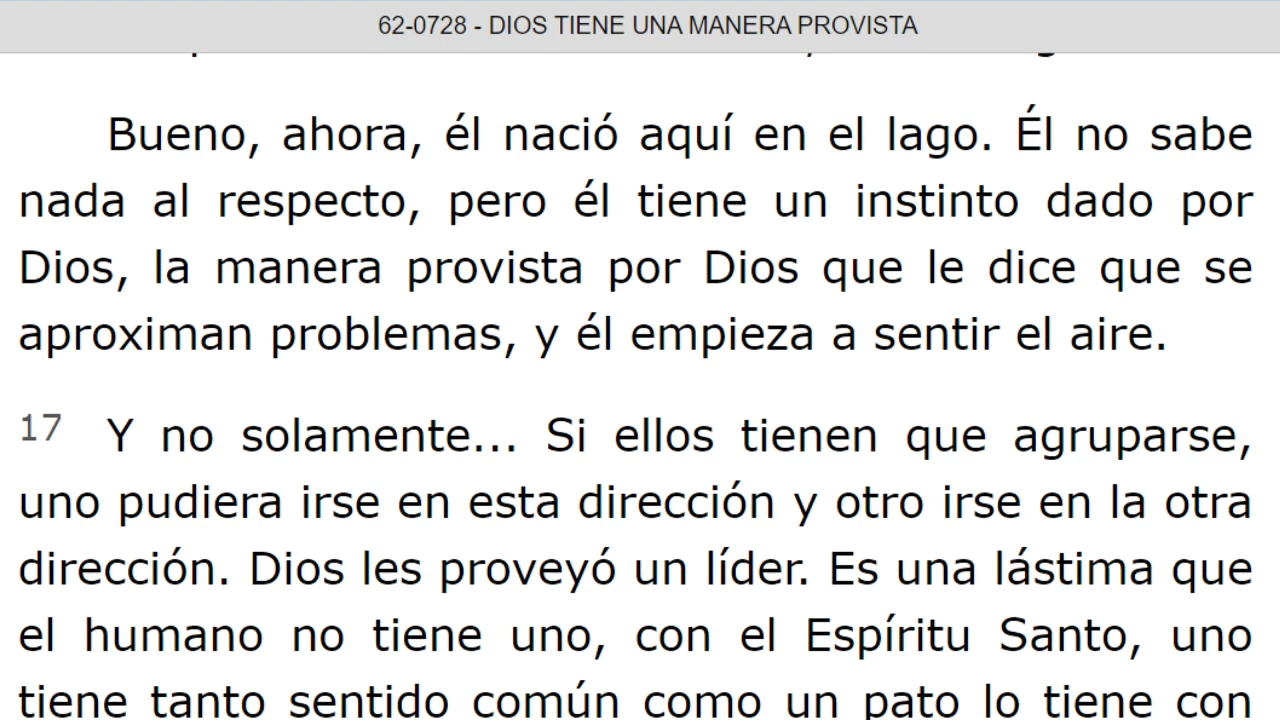 62-0728 - DIOS TIENE UNA MANERA PROVISTA
Bueno, ahora, él nació aquí en el lago. Él no sabe
nada al respecto, pero él tiene un instinto dado por
Dios, la manera provista por Dios que le dice que se
aproximan problemas, y él empieza a sentir el aire.
17 Y no solamente... Si ellos tienen que agruparse,
uno pudiera irse en esta dirección y otro irse en la otra
dirección. Dios les proveyó un líder. Es una lástima que
el humano no tiene uno, con el Espíritu Santo, uno
tiene tanto sentido común como un pato lo tiene con